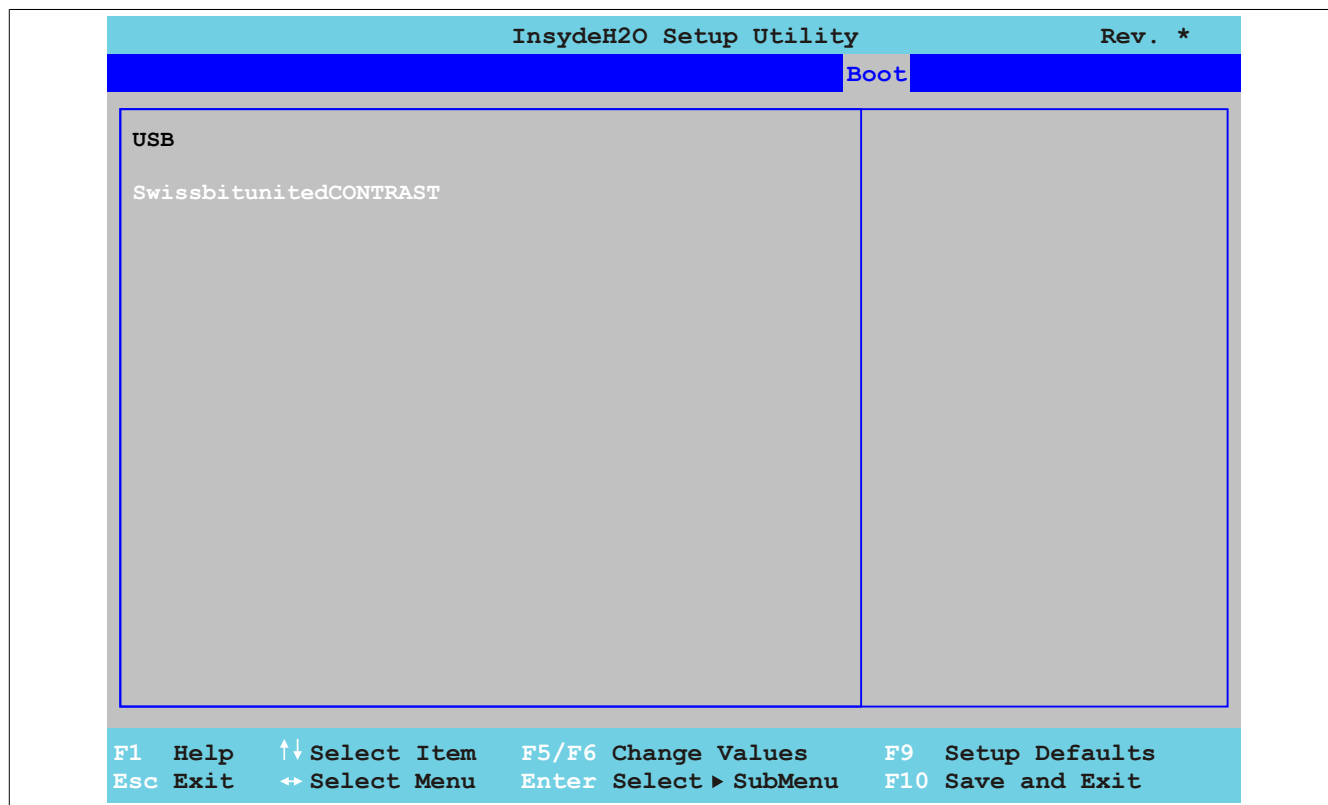 InsydeH2O Setup Utility Rev. *
Boot
USB
SwissbitunitedCONTRAST
F1 Help ↑↓ Select Item F5/F6 Change Values F9 Setup Defaults
Esc Exit ↔ Select Menu Enter Select ▶ SubMenu F10 Save and Exit